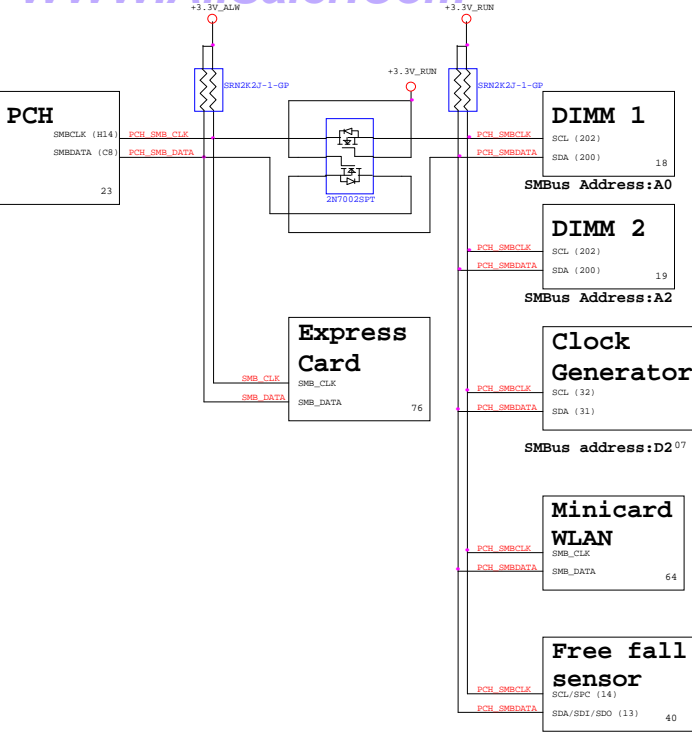 +3.3V_ALW
+3.3V_RUN
SRN2K2J-1-GP
+3.3V_RUN
SRN2K2J-1-GP
PCH
SMBCLK (H14)
PCH_SMB_CLK
SMBDATA (C8)
PCH_SMB_DATA
23
2N7002SPT
DIMM 1
PCH_SMBCLK
SCL (202)
PCH_SMBDATA
SDA (200)
18
SMBus Address:A0
DIMM 2
PCH_SMBCLK
SCL (202)
PCH_SMBDATA
SDA (200)
19
SMBus Address:A2
Express
Card
SMB_CLK
SMB_CLK
SMB_DATA
SMB_DATA
76
Clock
Generator
PCH_SMBCLK
SCL (32)
PCH_SMBDATA
SDA (31)
SMBus address:D2
07
Minicard
WLAN
PCH_SMBCLK
SMB_CLK
PCH_SMBDATA
SMB_DATA
64
Free fall
sensor
PCH_SMBCLK
SCL/SPC (14)
PCH_SMBDATA
SDA/SDI/SDO (13)
40